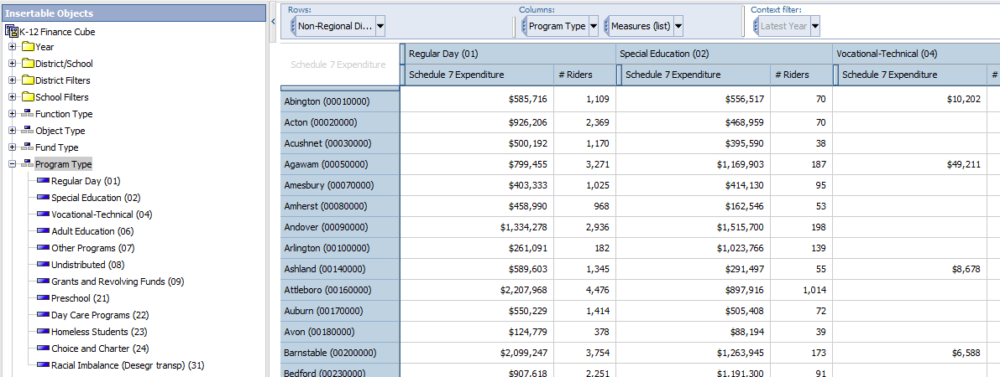 Insertable Objects
K-12 Finance Cube
Year
District/School
District Filters
School Filters
Function Type
Object Type
Fund Type
Program Type
Regular Day (01)
Special Education (02)
Vocational-Technical (04)
Adult Education (06)
Other Programs (07)
Undistributed (08)
Grants and Revolving Funds (09)
Preschool (21)
Day Care Programs (22)
Homeless Students (23)
Choice and Charter (24)
Racial Imbalance (Desegr transp) (31)
Rows: Columns: Context filter:
Non-Regional Di... Program Type Measures (list) Latest Year
Schedule 7 Expenditure Regular Day (01) Special Education (02) Vocational-Technical (04)
Schedule 7 Expenditure # Riders Schedule 7 Expenditure # Riders Schedule 7 Expenditure #
Abington (00010000) $585,716 1,109 $556,517 70 $10,202
Acton (00020000) $926,206 2,369 $468,959 70
Acushnet (00030000) $500,192 1,170 $395,590 38
Agawam (00050000) $799,455 3,271 $1,169,903 187 $49,211
Amesbury (00070000) $403,333 1,025 $414,130 95
Amherst (00080000) $458,990 968 $162,546 53
Andover (00090000) $1,334,278 2,936 $1,515,700 198
Arlington (00100000) $261,091 182 $1,023,766 139
Ashland (00140000) $589,603 1,345 $291,497 55 $8,678
Attleboro (00160000) $2,207,968 4,476 $897,916 1,014
Auburn (00170000) $550,229 1,414 $505,408 72
Avon (00180000) $124,779 378 $88,194 39
Barnstable (00200000) $2,099,247 3,754 $1,263,945 173 $6,588
Bedford (00230000) $907,618 2,251 $1,191,300 91